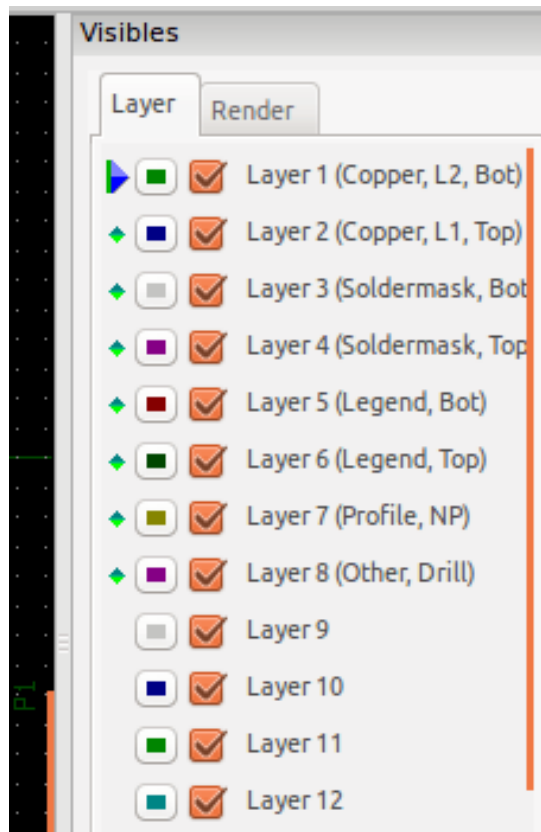 Visibles
Layer
Render
Layer 1 (Copper, L2, Bot)
Layer 2 (Copper, L1, Top)
Layer 3 (Soldermask, Bot
Layer 4 (Soldermask, Top
Layer 5 (Legend, Bot)
Layer 6 (Legend, Top)
Layer 7 (Profile, NP)
Layer 8 (Other, Drill)
Layer 9
Layer 10
Layer 11
Layer 12
P1